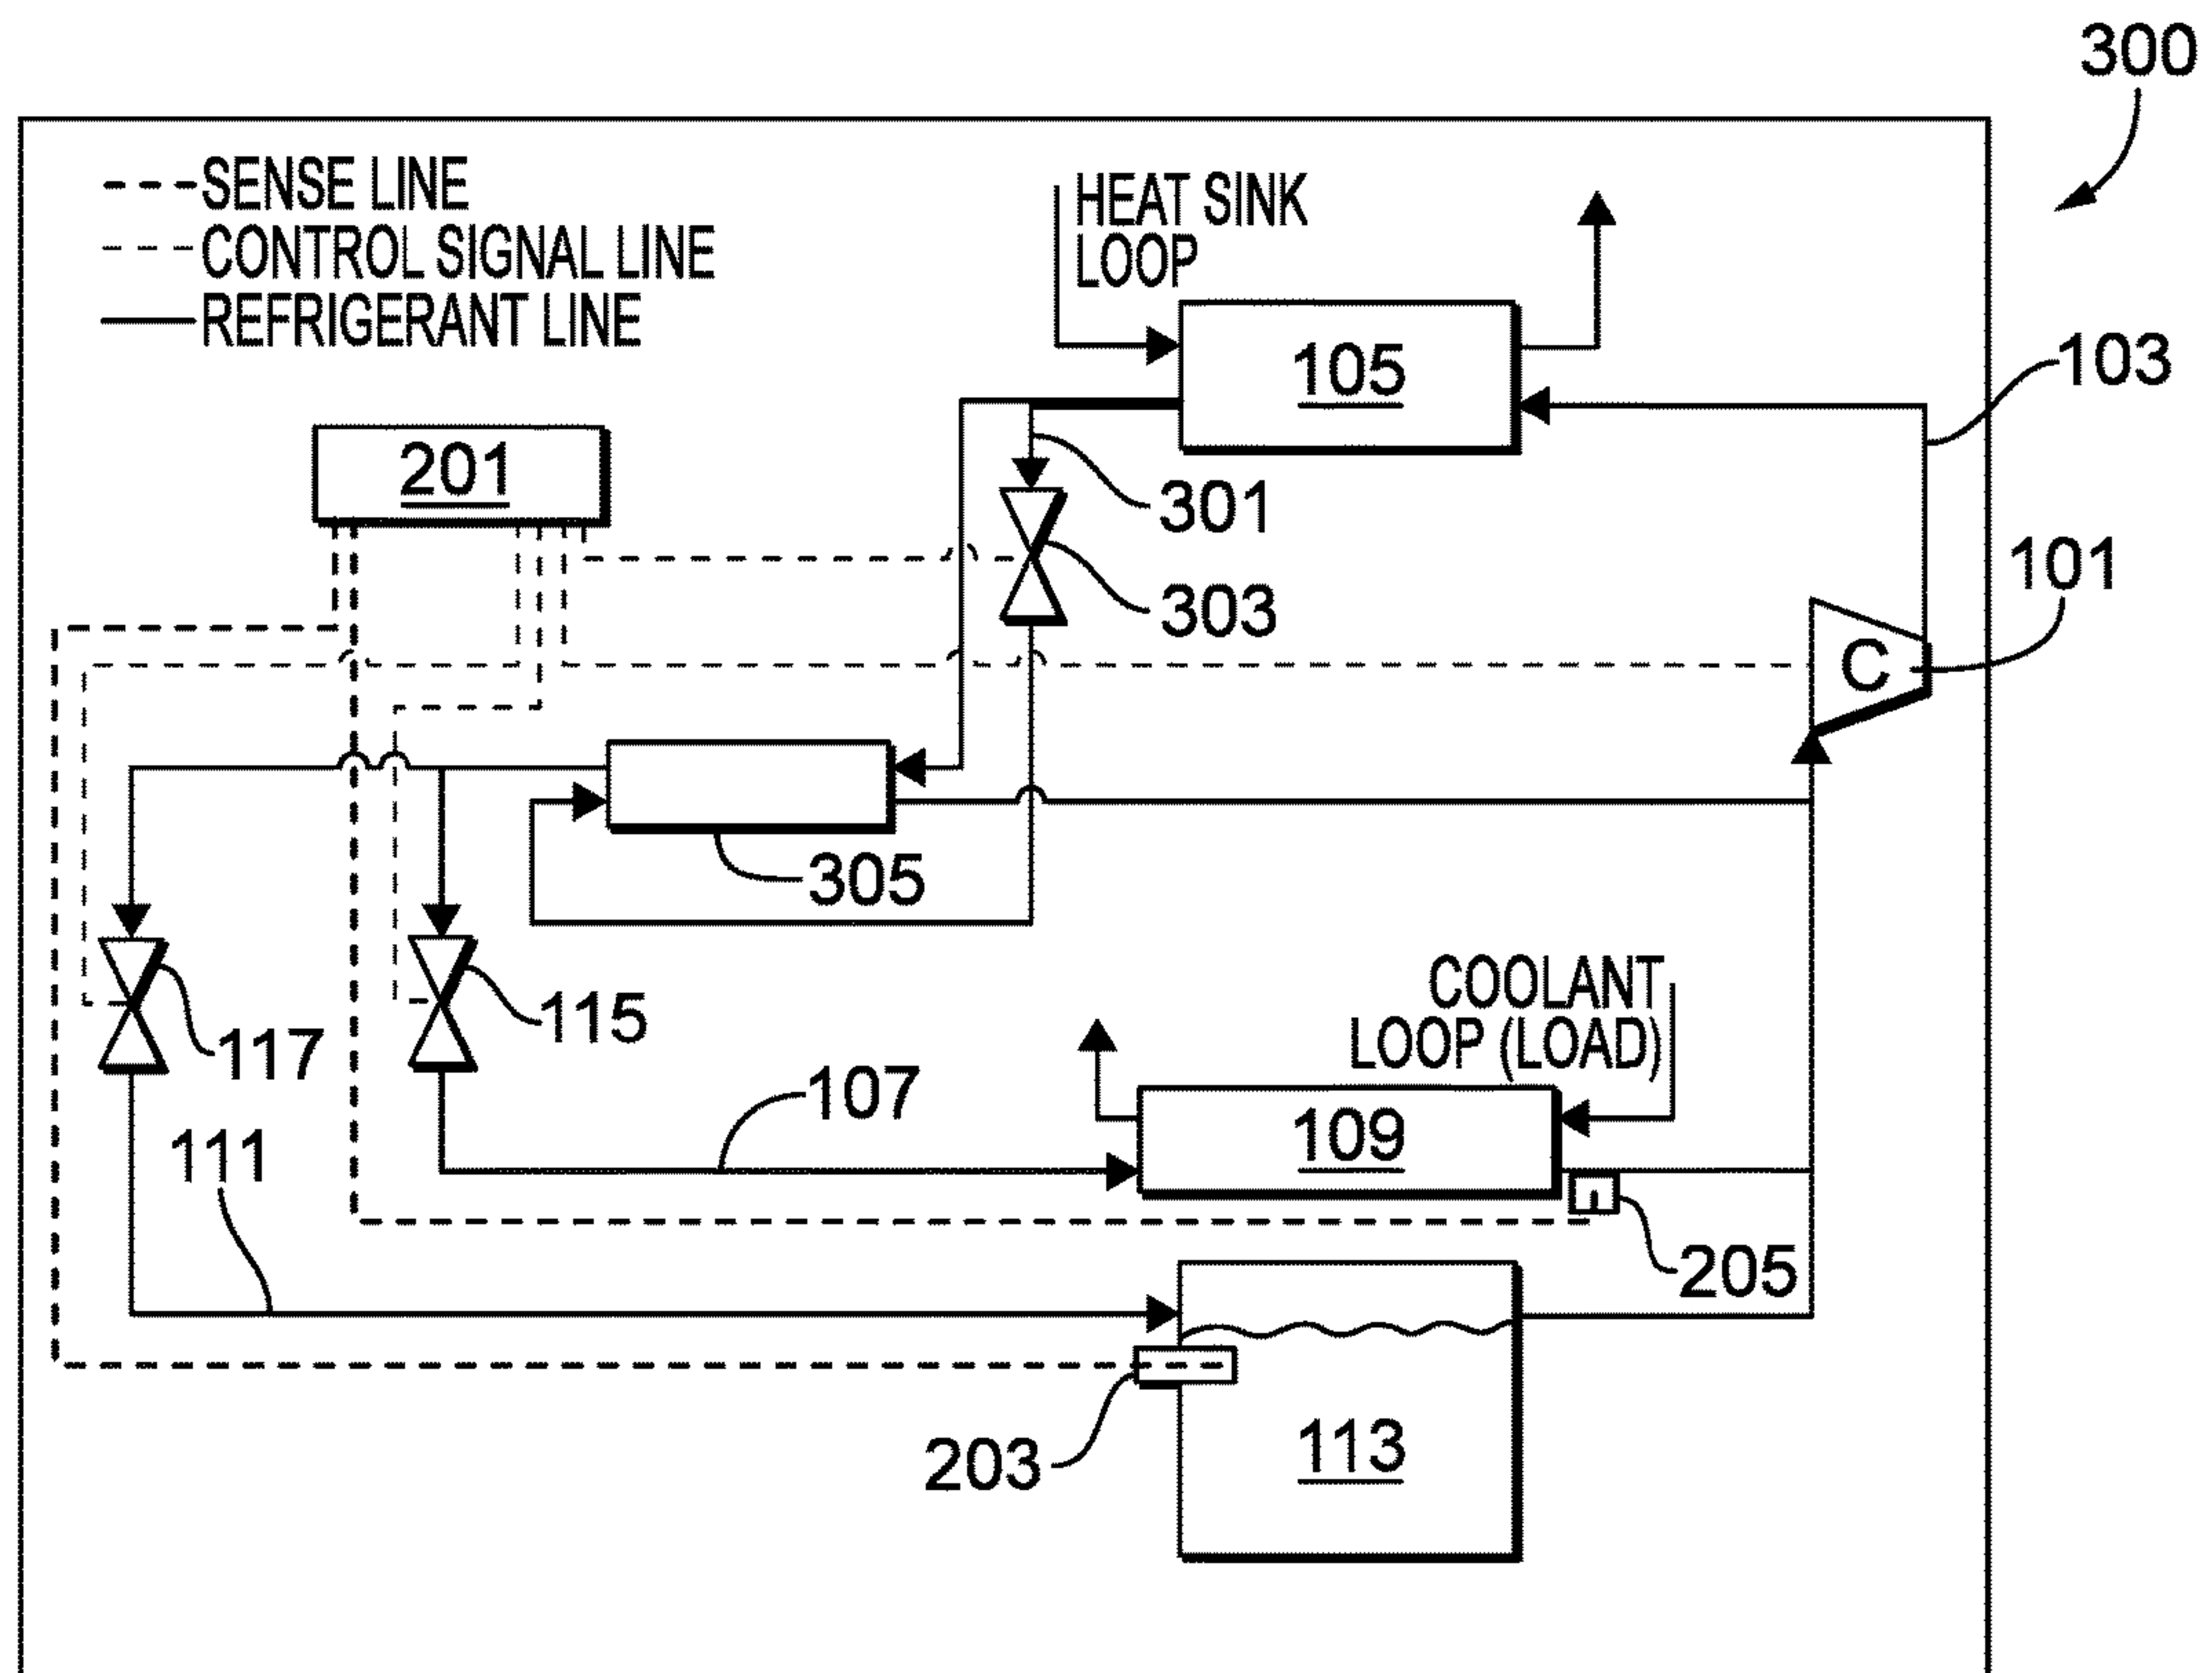 300
SENSE LINE
CONTROL SIGNAL LINE
REFRIGERANT LINE
HEAT SINK
LOOP
105
103
201
301
303
101
C
305
117
115
COOLANT
LOOP (LOAD)
107
109
111
205
203
113